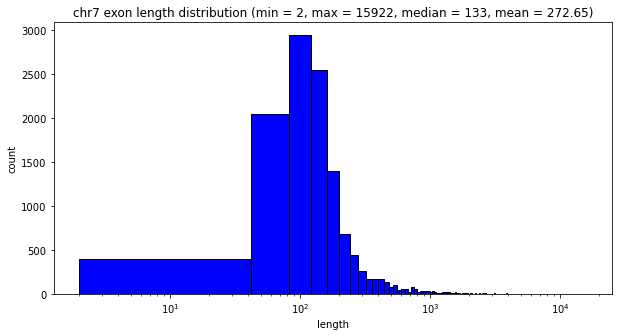 chr7 exon length distribution (min = 2, max = 15922, median = 133, mean = 272.65)
3000
2500
2000
1500
1000
500
0
count
10¹ 10² 10³ 10⁴
length